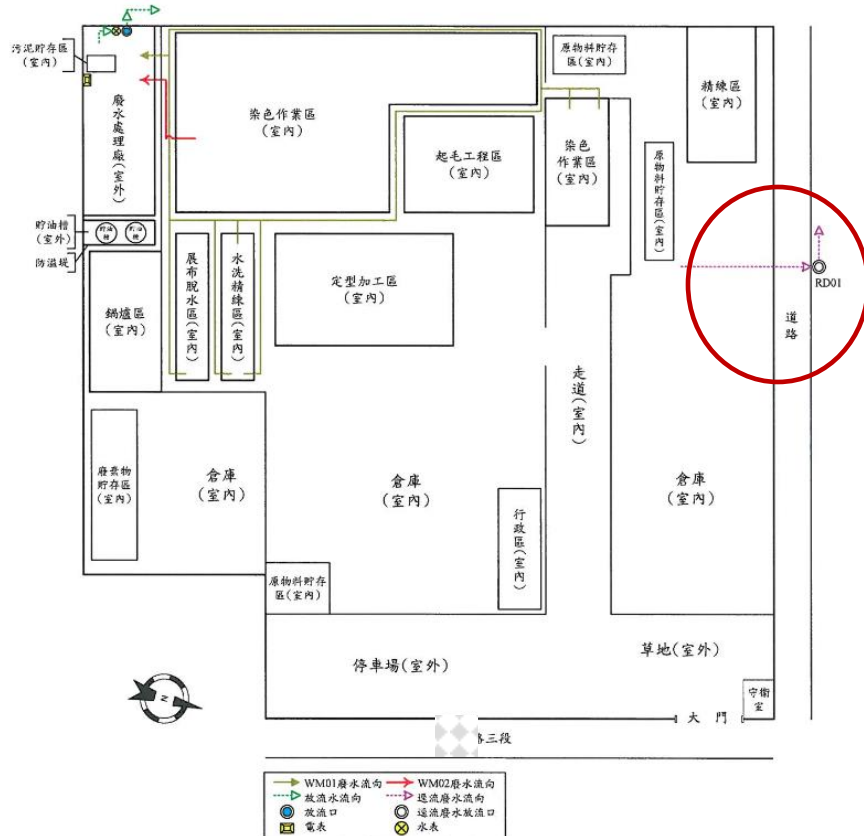 污泥貯存區
(室內)
廢水處理廠(室外)
貯油槽
(室外)
貯油槽
貯油槽
防溢堤
鍋爐區
(室內)
廢棄物
貯存區
(室內)
倉庫
(室內)
染色作業區
(室內)
展布脫水區(室內)
水洗精練區(室內)
起毛工程區
(室內)
定型加工區
(室內)
倉庫
(室內)
行政區(室內)
原物料貯存
區(室內)
原物料貯存
區(室內)
染色
作業區
(室內)
走道(室內)
原物料貯存區(室內)
精練區
(室內)
RD01
道路
倉庫
(室內)
停車場(室外)
草地(室外)
守衛
室
大門
路三段
N
WM01廢水流向
WM02廢水流向
放流水流向
逕流廢水流向
放流口
逕流廢水放流口
電表
水表